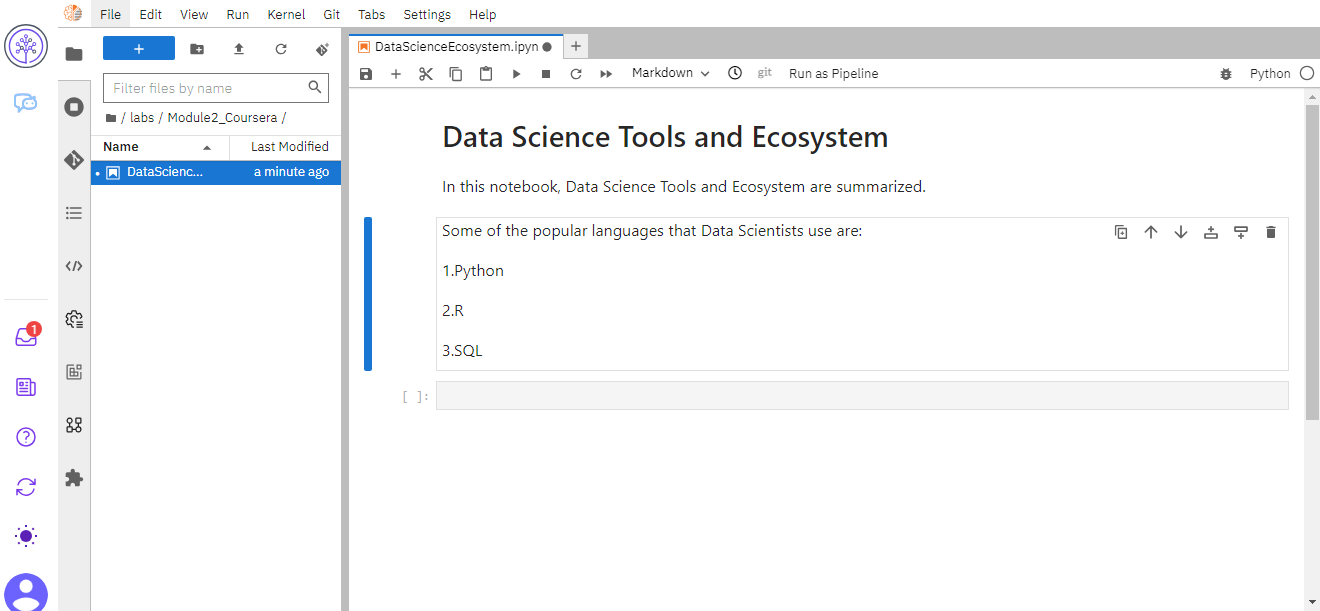 File Edit View Run Kernel Git Tabs Settings Help
+
DataScienceEcosystem.ipyn
+
Markdown git Run as Pipeline Python
Filter files by name
/ labs / Module2_Coursera /
Name Last Modified
DataScienc... a minute ago
1
Data Science Tools and Ecosystem
In this notebook, Data Science Tools and Ecosystem are summarized.
Some of the popular languages that Data Scientists use are:
1.Python
2.R
3.SQL
[ ]: